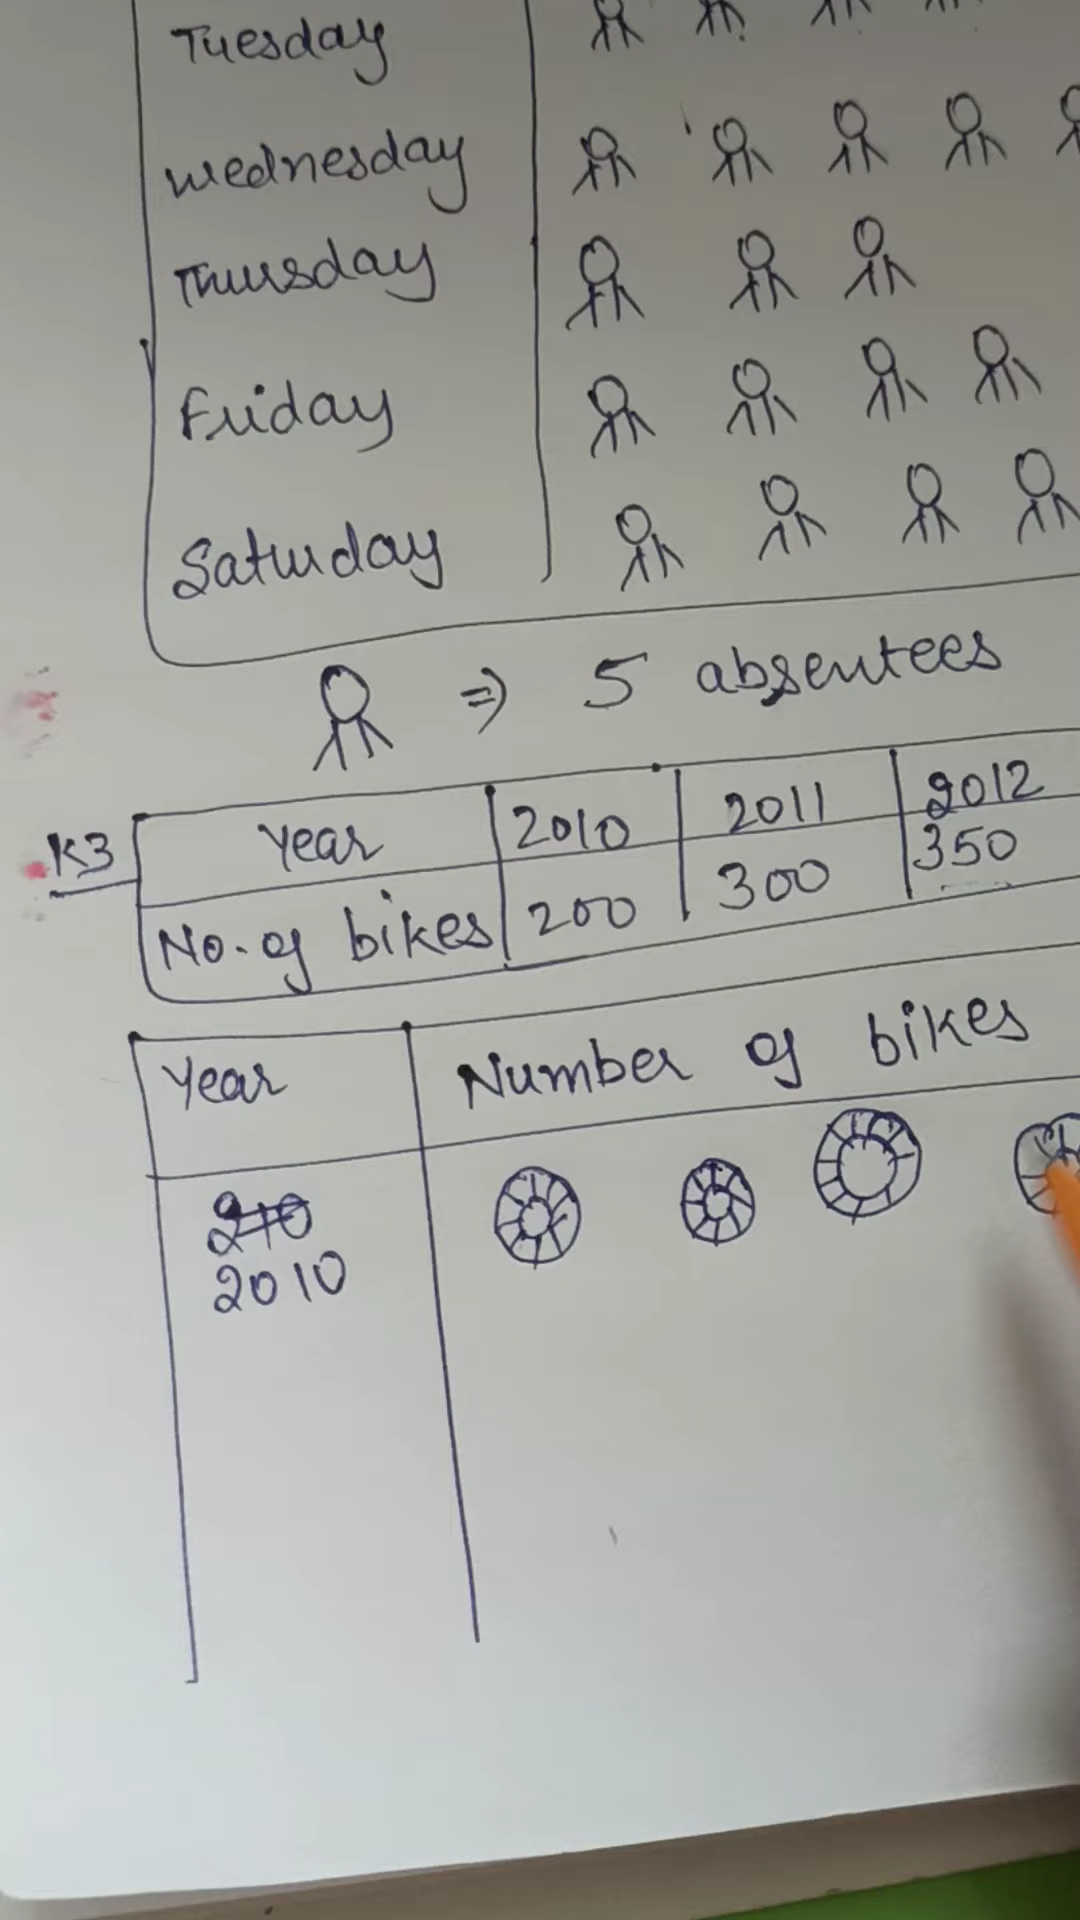 Tuesday
Wednesday
Thursday
Friday
Saturday
=> 5 absentees
K3
Year 2010 2011 2012
No. of bikes 200 300 350
Year Number of bikes
210
2010